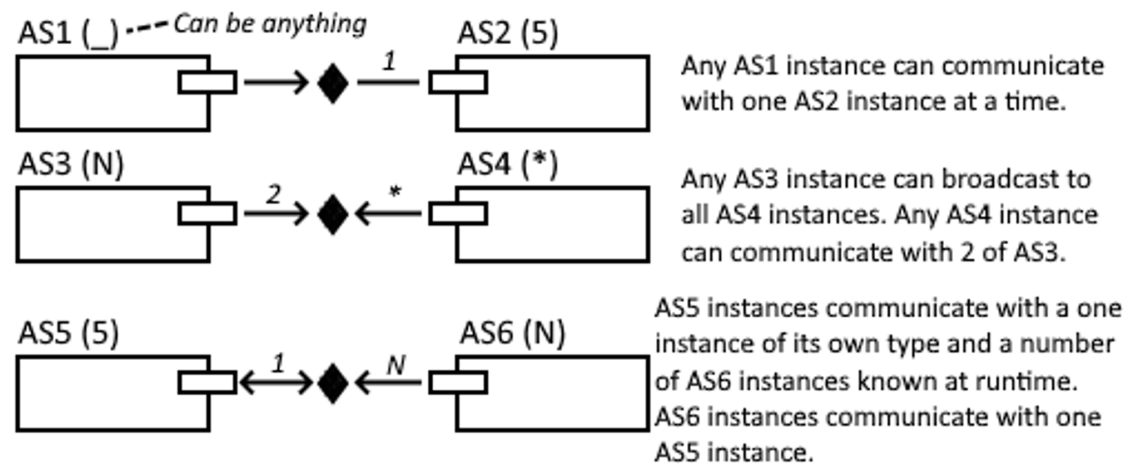 AS1 (_)
Can be anything
AS2 (5)
1
Any AS1 instance can communicate
with one AS2 instance at a time.
AS3 (N)
AS4 (*)
2
*
Any AS3 instance can broadcast to
all AS4 instances. Any AS4 instance
can communicate with 2 of AS3.
AS5 (5)
AS6 (N)
1
N
AS5 instances communicate with a one
instance of its own type and a number
of AS6 instances known at runtime.
AS6 instances communicate with one
AS5 instance.